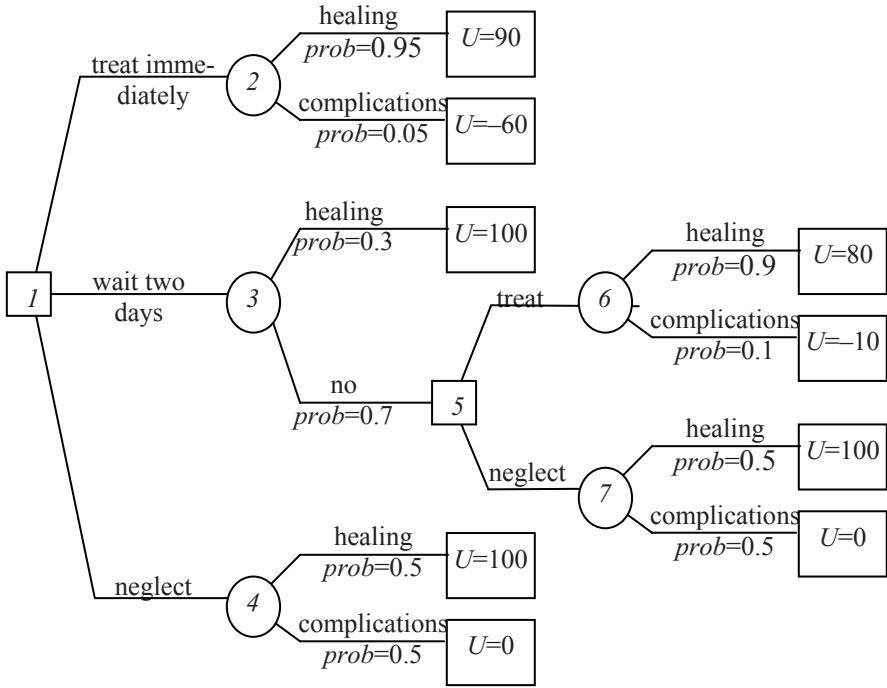 healing
prob=0.95
U=90
treat imme-
diately
2
complications
prob=0.05
U=–60
healing
prob=0.3
U=100
healing
prob=0.9
U=80
1
wait two
days
3
treat
6
complications
prob=0.1
U=–10
no
prob=0.7
5
healing
prob=0.5
U=100
neglect
7
complications
prob=0.5
U=0
healing
prob=0.5
U=100
neglect
4
complications
prob=0.5
U=0